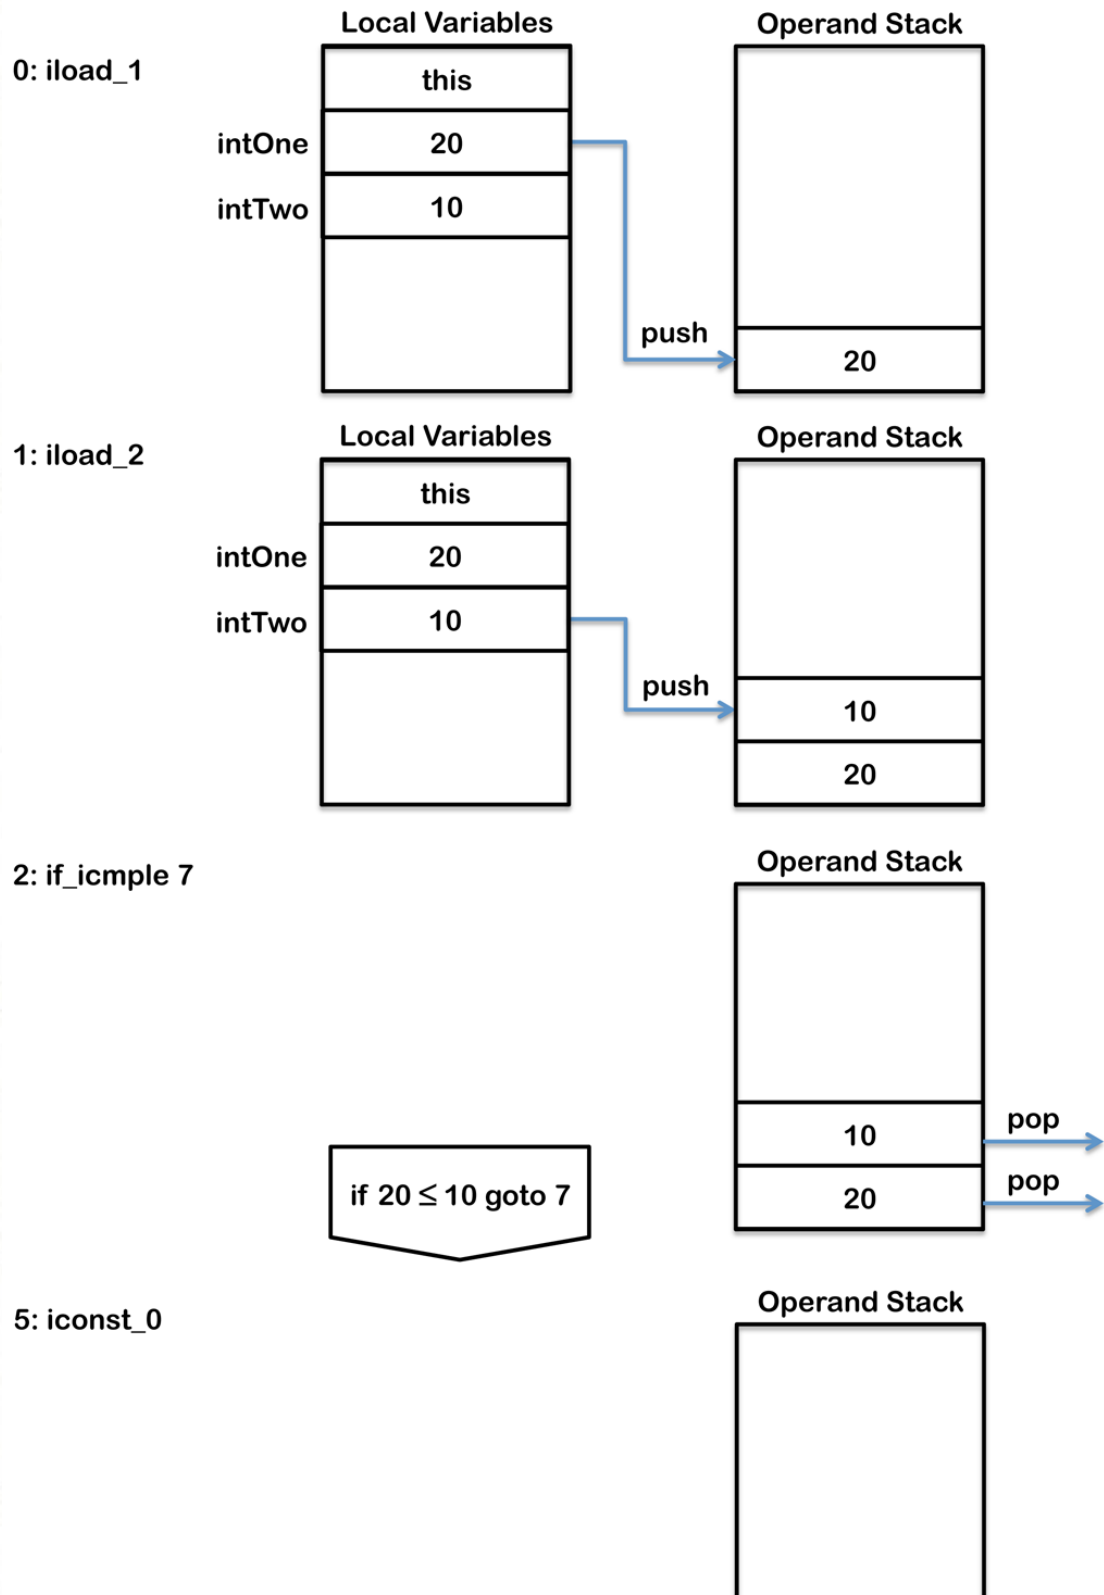 Local Variables
Operand Stack
0: iload_1
this
intOne
20
intTwo
10
push
20
Local Variables
Operand Stack
1: iload_2
this
intOne
20
intTwo
10
push
10
20
Operand Stack
2: if_icmple 7
10
pop
if 20 ≤ 10 goto 7
20
pop
Operand Stack
5: iconst_0